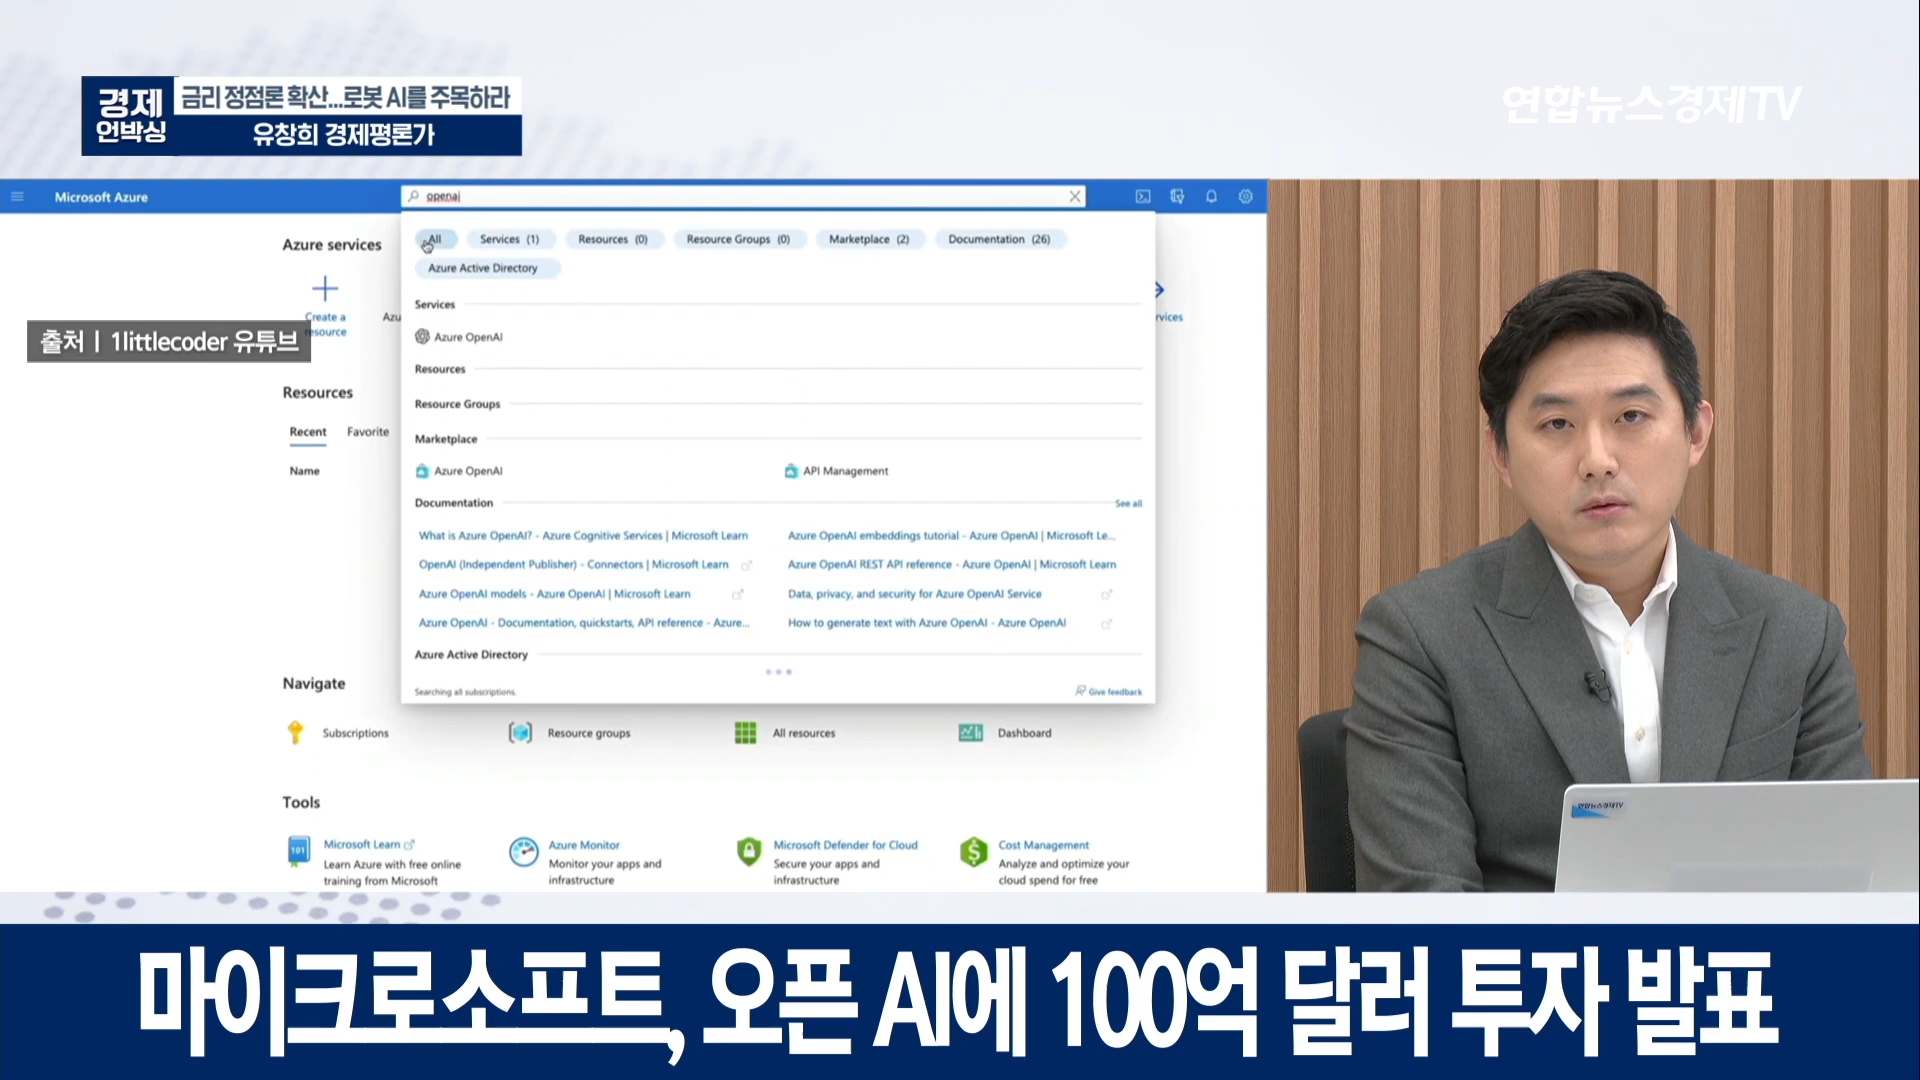 경제
언박싱
금리 정점론 확산...로봇 AI를 주목하라
유창희 경제평론가
연합뉴스경제TV
Microsoft Azure
openai
Azure services
All
Services (1)
Resources (0)
Resource Groups (0)
Marketplace (2)
Documentation (26)
Azure Active Directory
Create a
resource
Azu
rvices
출처 | 1littlecoder 유튜브
Services
Azure OpenAI
Resources
Resource Groups
Marketplace
Azure OpenAI
API Management
Documentation
See all
What is Azure OpenAI? - Azure Cognitive Services | Microsoft Learn
Azure OpenAI embeddings tutorial - Azure OpenAI | Microsoft Le...
OpenAI (Independent Publisher) - Connectors | Microsoft Learn
Azure OpenAI REST API reference - Azure OpenAI | Microsoft Learn
Azure OpenAI models - Azure OpenAI | Microsoft Learn
Data, privacy, and security for Azure OpenAI Service
Azure OpenAI - Documentation, quickstarts, API reference - Azure...
How to generate text with Azure OpenAI - Azure OpenAI
Azure Active Directory
Searching all subscriptions.
Give feedback
Resources
Recent
Favorite
Name
Navigate
Subscriptions
Resource groups
All resources
Dashboard
Tools
101
Microsoft Learn
Learn Azure with free online
training from Microsoft
Azure Monitor
Monitor your apps and
infrastructure
Microsoft Defender for Cloud
Secure your apps and
infrastructure
Cost Management
Analyze and optimize your
cloud spend for free
연합뉴스경제TV
마이크로소프트, 오픈 AI에 100억 달러 투자 발표